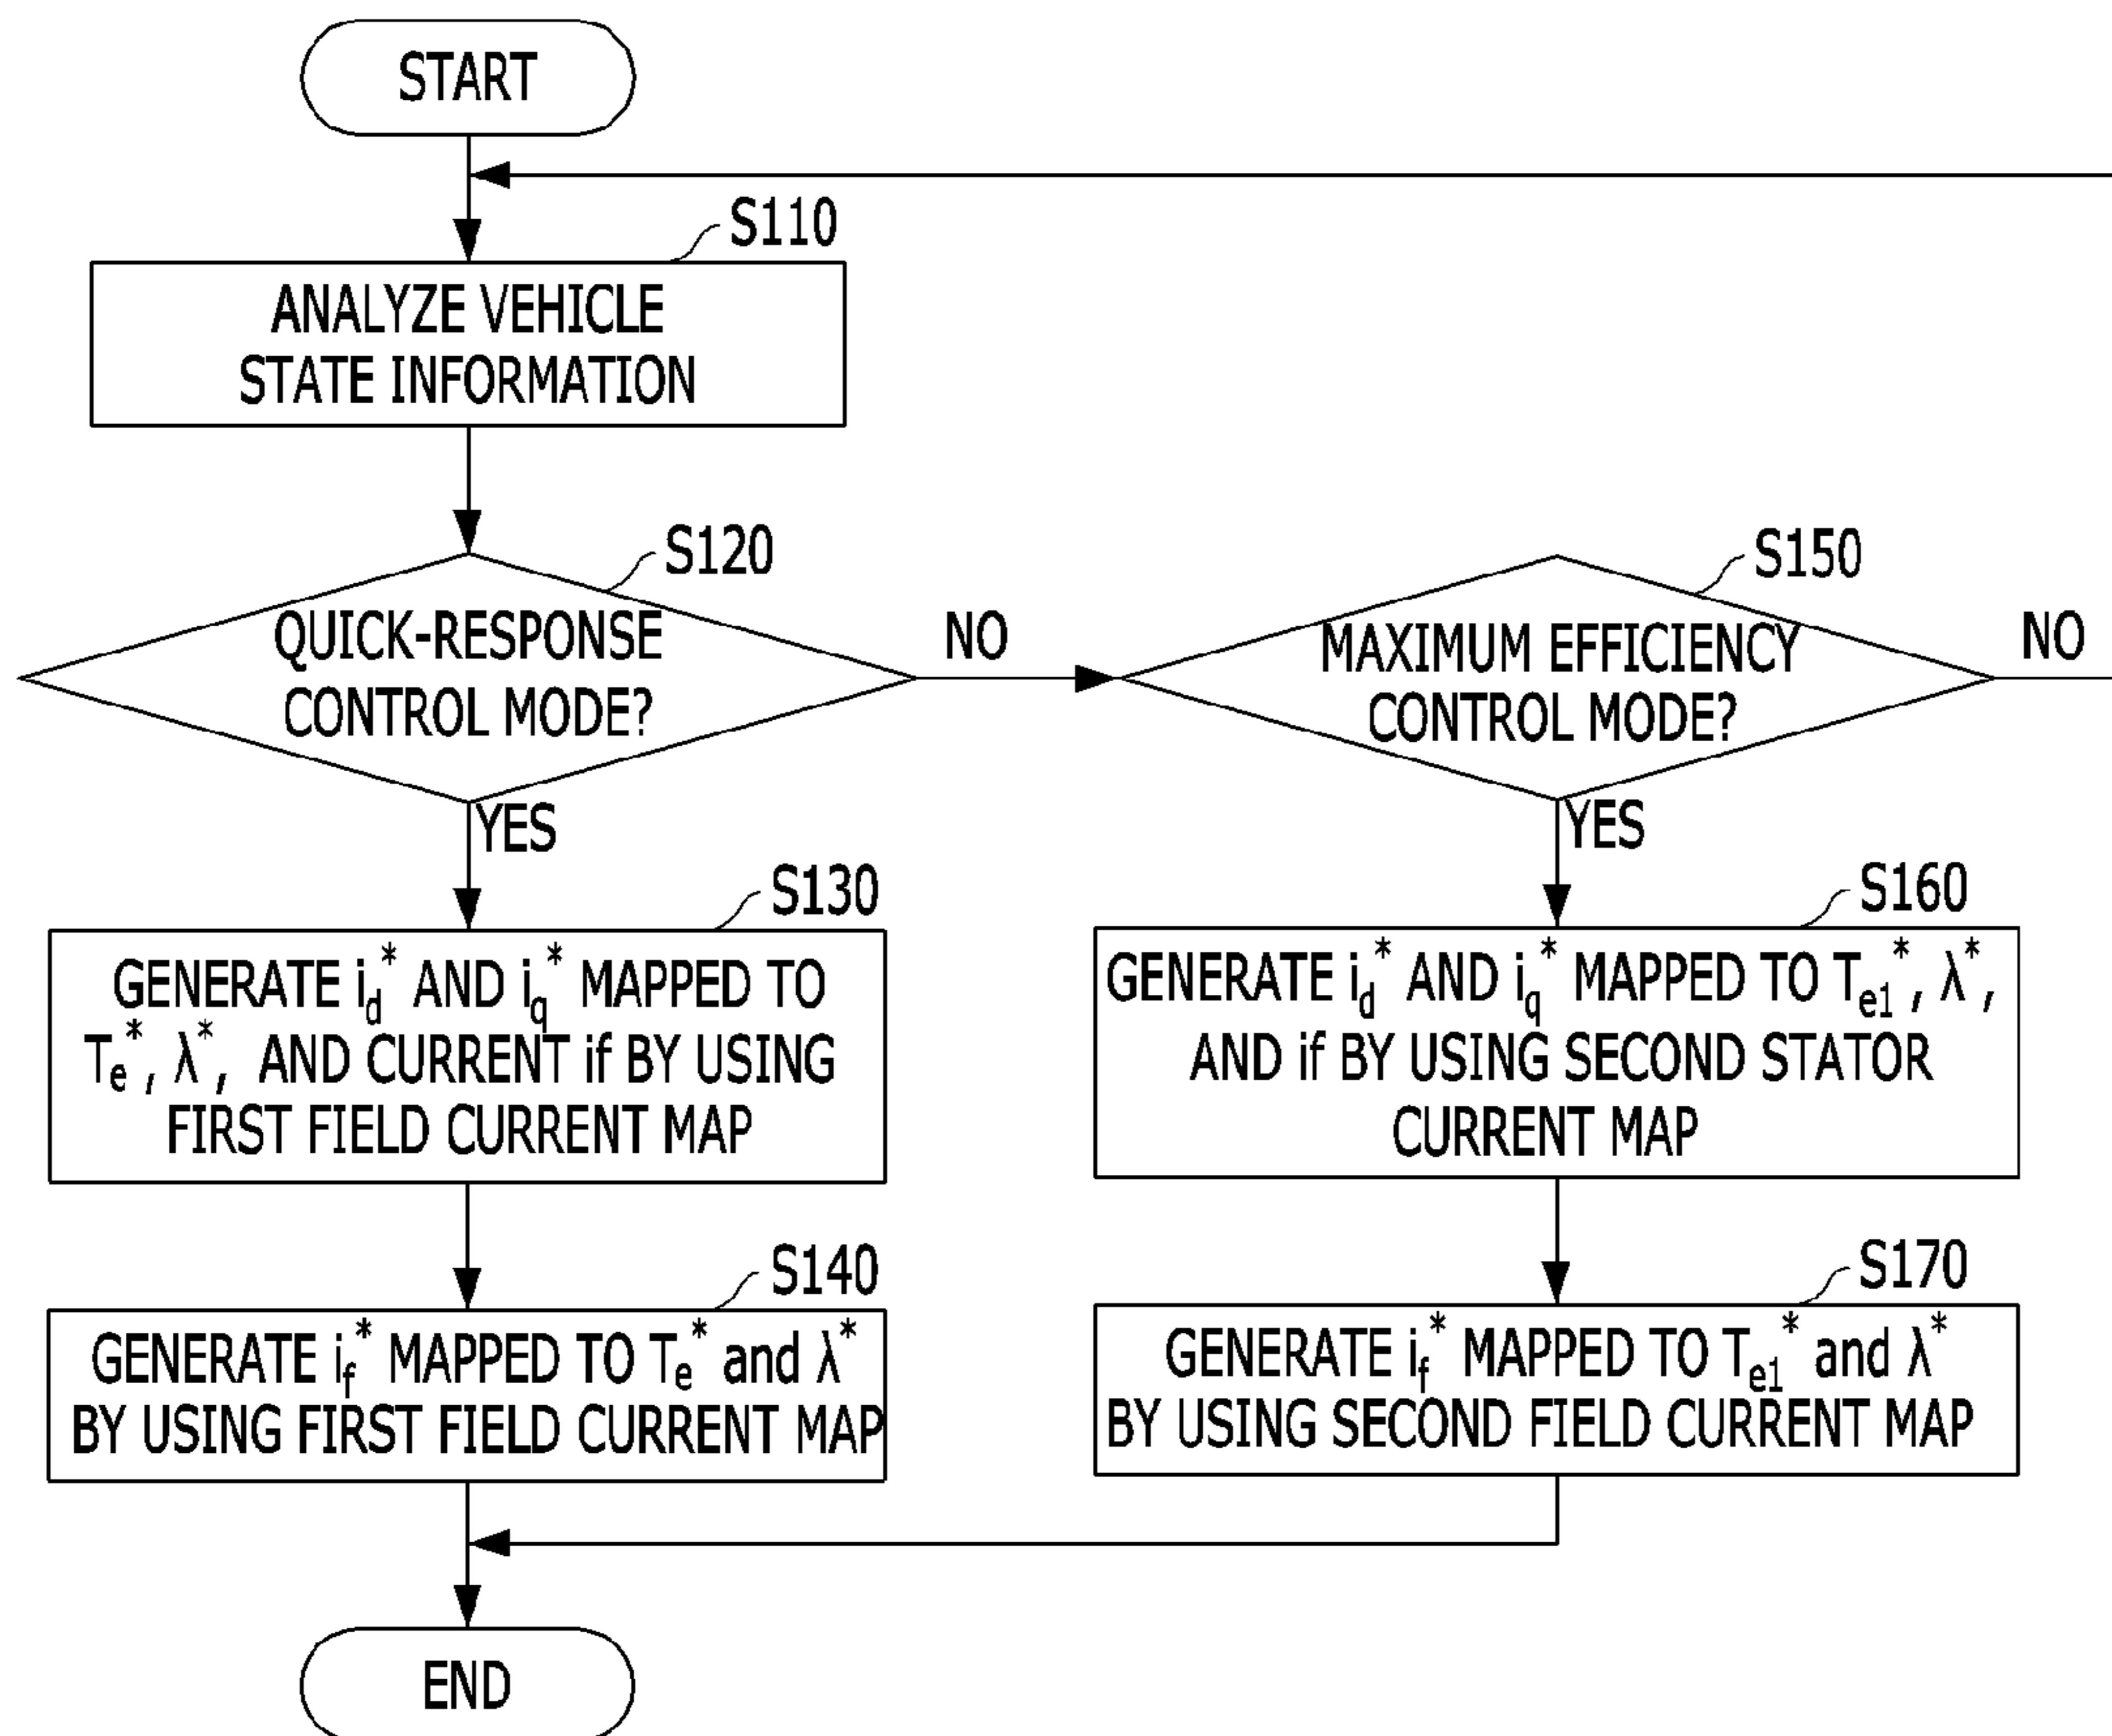 START
S110
ANALYZE VEHICLE
STATE INFORMATION
S120
QUICK-RESPONSE
CONTROL MODE?
NO
S150
MAXIMUM EFFICIENCY
CONTROL MODE?
NO
YES
YES
S130
GENERATE i_d^* AND i_q^* MAPPED TO
T_e^*, λ^*, AND CURRENT if BY USING
FIRST FIELD CURRENT MAP
S160
GENERATE i_d^* AND i_q^* MAPPED TO T_e1^*, λ^*,
AND if BY USING SECOND STATOR
CURRENT MAP
S140
GENERATE i_f^* MAPPED TO T_e^* and λ^*
BY USING FIRST FIELD CURRENT MAP
S170
GENERATE i_f^* MAPPED TO T_e1^* and λ^*
BY USING SECOND FIELD CURRENT MAP
END